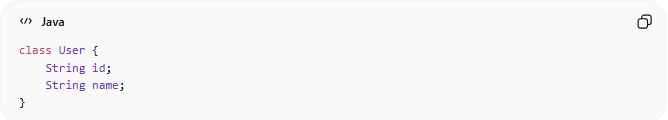 Java
class User {
    String id;
    String name;
}